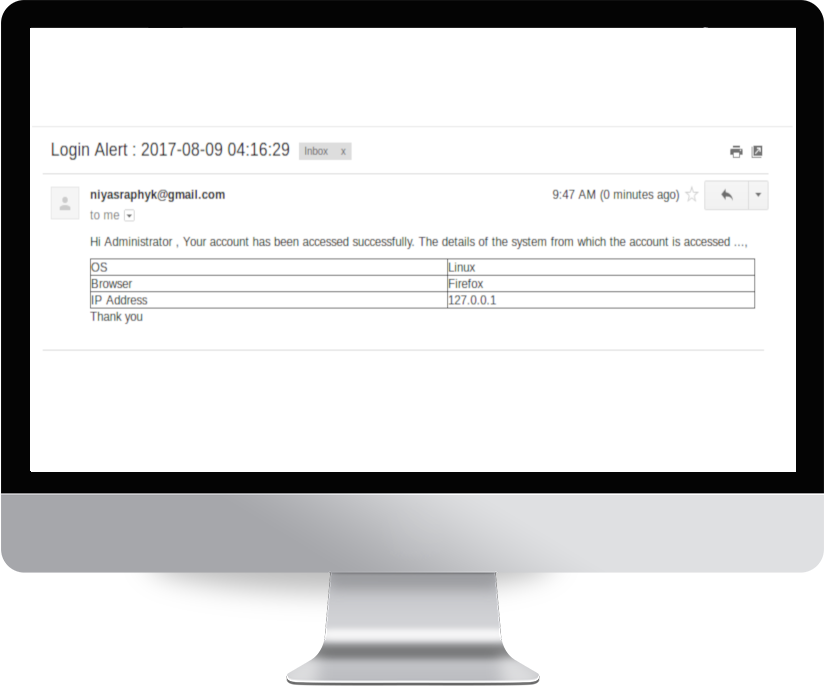 Login Alert : 2017-08-09 04:16:29 Inbox x
niyasraphyk@gmail.com 9:47 AM (0 minutes ago)
to me
Hi Administrator , Your account has been accessed successfully. The details of the system from which the account is accessed ...,
OS Linux
Browser Firefox
IP Address 127.0.0.1
Thank you